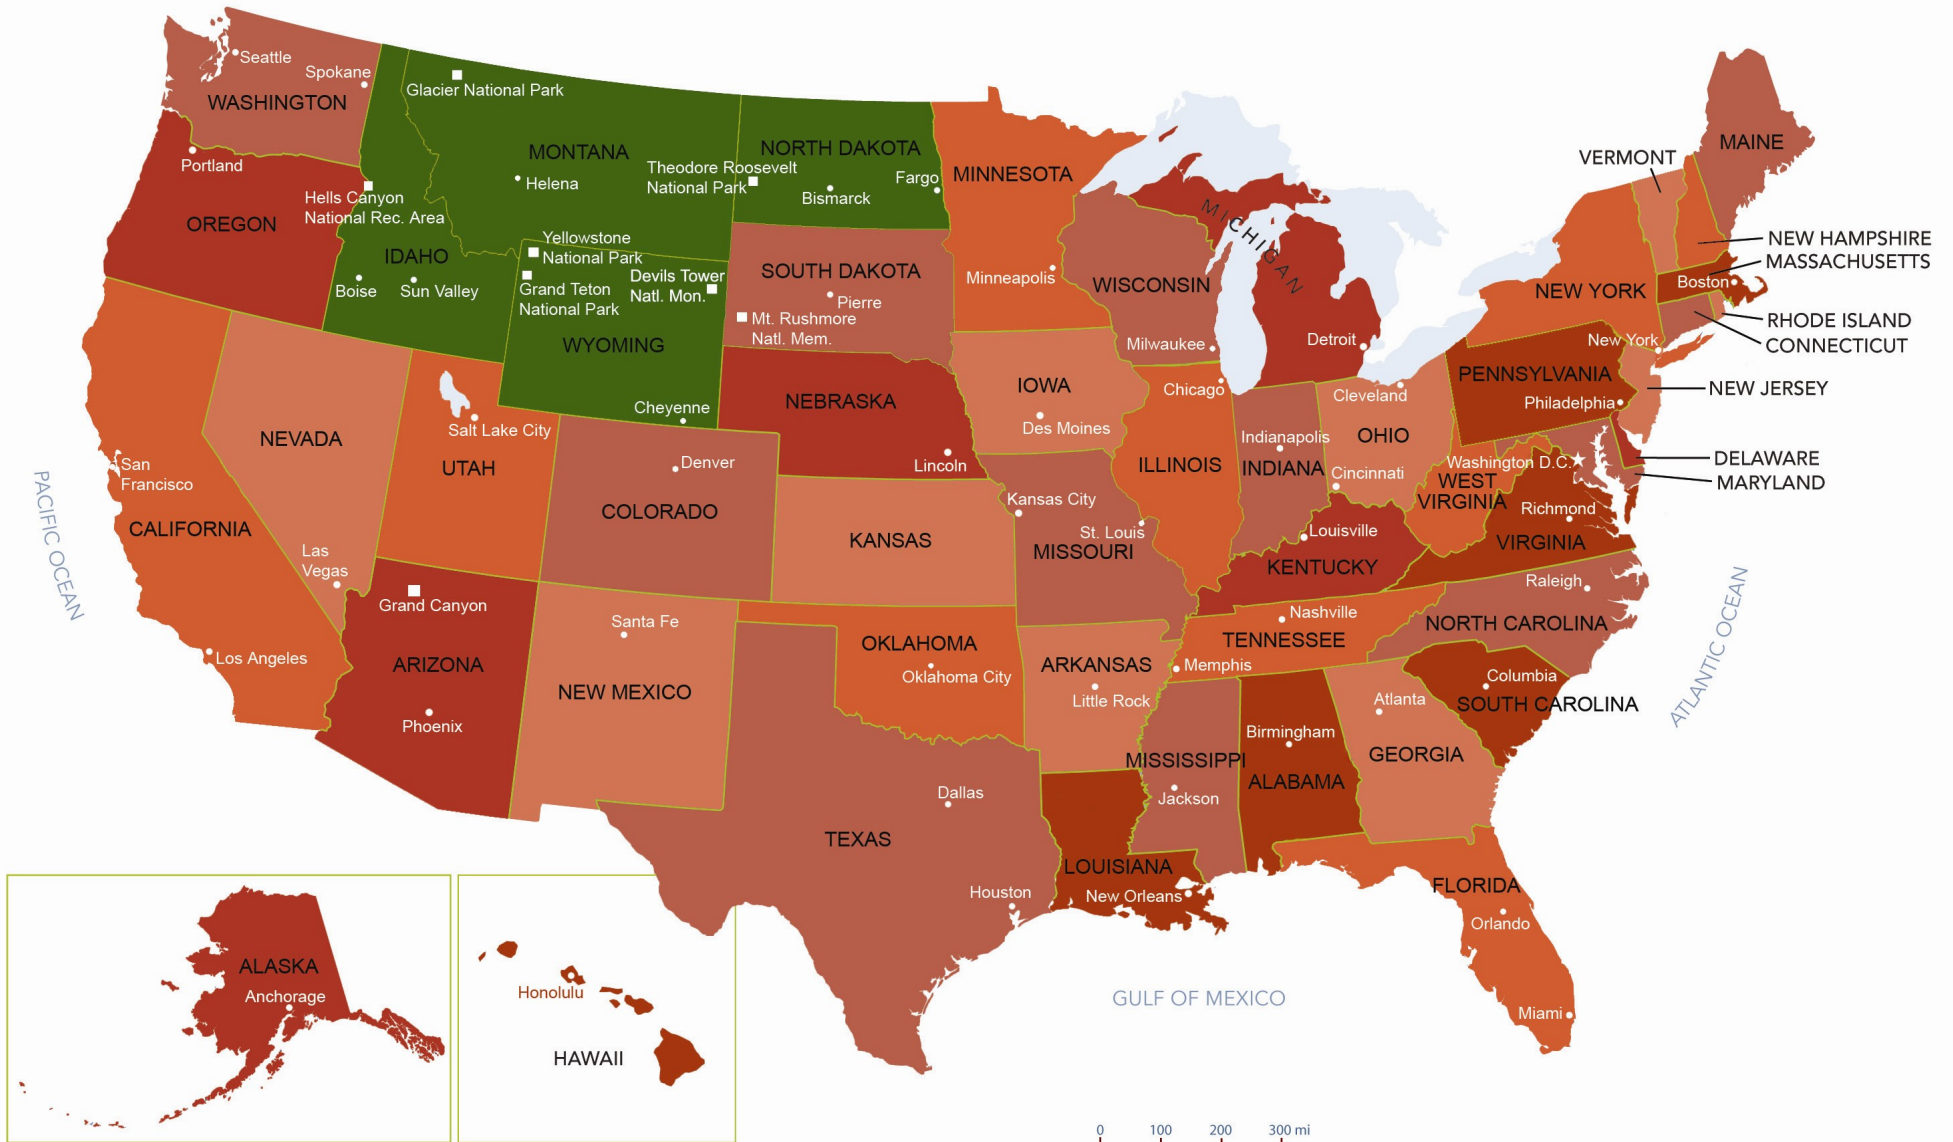 Seattle
Spokane
WASHINGTON
Glacier National Park
Portland
OREGON
MONTANA
Helena
Hells Canyon
National Rec. Area
IDAHO
Boise
Sun Valley
Yellowstone
National Park
Grand Teton
National Park
Devils Tower
Natl. Mon.
WYOMING
Cheyenne
NORTH DAKOTA
Theodore Roosevelt
National Park
Fargo
Bismarck
SOUTH DAKOTA
Pierre
Mt. Rushmore
Natl. Mem.
NEBRASKA
Lincoln
MINNESOTA
Minneapolis
WISCONSIN
Milwaukee
MICHIGAN
Detroit
IOWA
Des Moines
Chicago
ILLINOIS
Indianapolis
INDIANA
Cleveland
OHIO
Cincinnati
VERMONT
MAINE
NEW HAMPSHIRE
MASSACHUSETTS
Boston
NEW YORK
RHODE ISLAND
CONNECTICUT
New York
PENNSYLVANIA
NEW JERSEY
Philadelphia
DELAWARE
MARYLAND
Washington D.C.
WEST
VIRGINIA
Richmond
VIRGINIA
PACIFIC OCEAN
San
Francisco
CALIFORNIA
Los Angeles
NEVADA
Las
Vegas
Salt Lake City
UTAH
Denver
COLORADO
KANSAS
Kansas City
St. Louis
MISSOURI
Louisville
KENTUCKY
Grand Canyon
ARIZONA
Phoenix
Santa Fe
NEW MEXICO
OKLAHOMA
Oklahoma City
ARKANSAS
Little Rock
Nashville
TENNESSEE
Memphis
Raleigh
NORTH CAROLINA
Columbia
SOUTH CAROLINA
ATLANTIC OCEAN
Atlanta
GEORGIA
Birmingham
ALABAMA
MISSISSIPPI
Jackson
Dallas
TEXAS
Houston
LOUISIANA
New Orleans
FLORIDA
Orlando
Miami
GULF OF MEXICO
ALASKA
Anchorage
Honolulu
HAWAII
0 100 200 300 mi